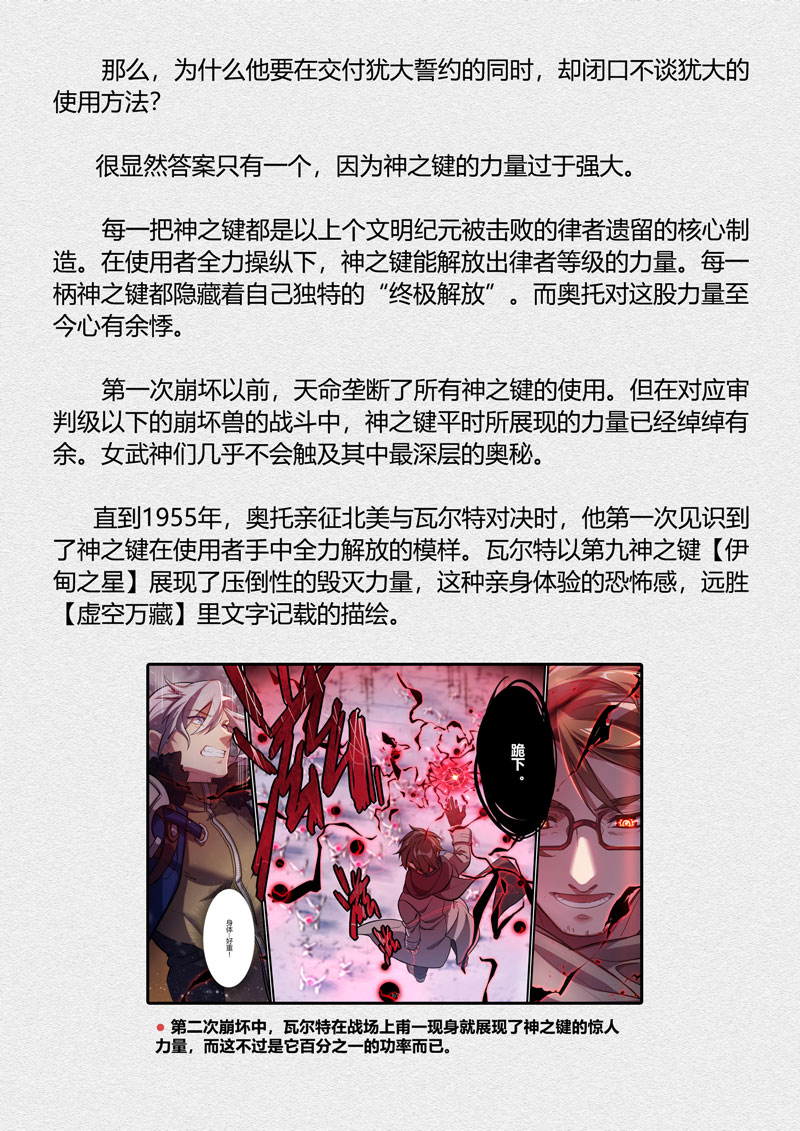 那么，为什么他要在交付犹大誓约的同时，却闭口不谈犹大的
使用方法？
很显然答案只有一个，因为神之键的力量过于强大。
每一把神之键都是以上个文明纪元被击败的律者遗留的核心制
造。在使用者全力操纵下，神之键能解放出律者等级的力量。每一
柄神之键都隐藏着自己独特的“终极解放”。而奥托对这股力量至
今心有余悸。
第一次崩坏以前，天命垄断了所有神之键的使用。但在对应审
判级以下的崩坏兽的战斗中，神之键平时所展现的力量已经绰绰有
余。女武神们几乎不会触及其中最深层的奥秘。
直到1955年，奥托亲征北美与瓦尔特对决时，他第一次见识到
了神之键在使用者手中全力解放的模样。瓦尔特以第九神之键【伊
甸之星】展现了压倒性的毁灭力量，这种亲身体验的恐怖感，远胜
【虚空万藏】里文字记载的描绘。
跪下。
身体…好重！
第二次崩坏中，瓦尔特在战场上甫一现身就展现了神之键的惊人
力量，而这不过是它百分之一的功率而已。